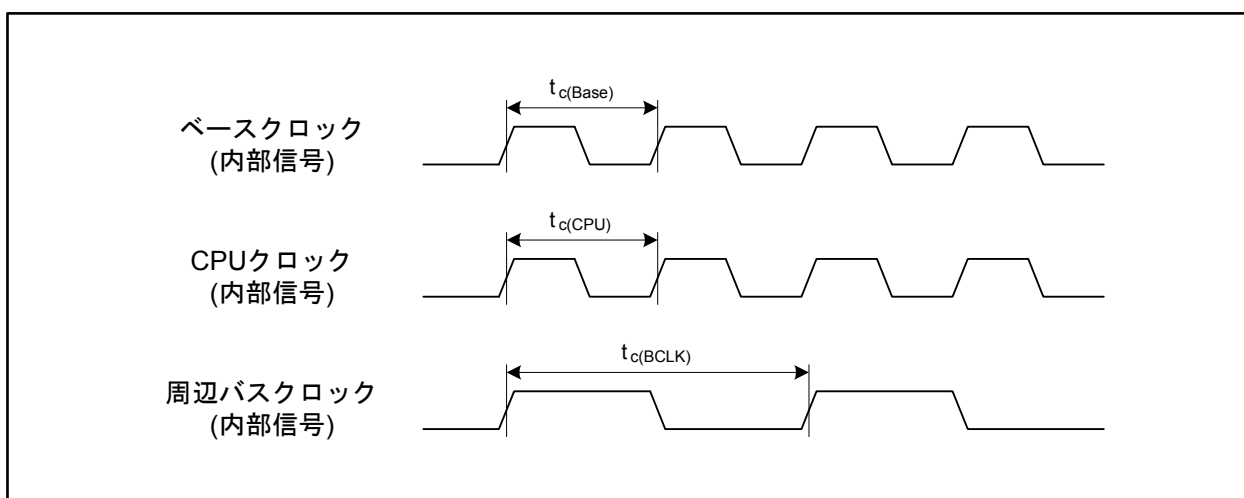 t c(Base)
ベースクロック
(内部信号)
t c(CPU)
CPUクロック
(内部信号)
t c(BCLK)
周辺バスクロック
(内部信号)